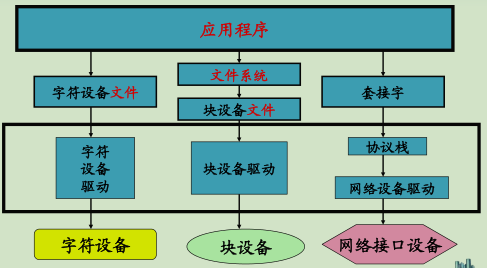 应用程序
字符设备文件
文件系统
块设备文件
套接字
字符
设备
驱动
块设备驱动
协议栈
网络设备驱动
字符设备
块设备
网络接口设备